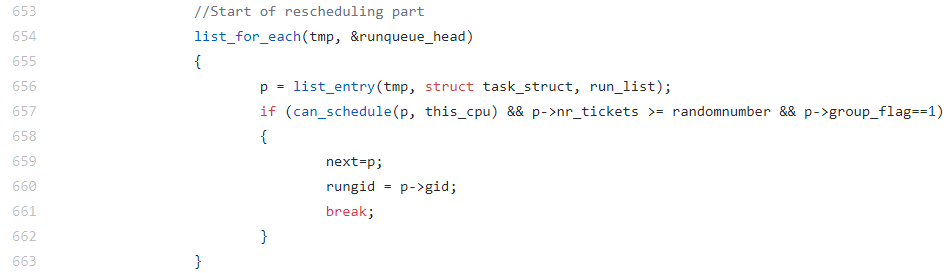 653 //Start of rescheduling part
654 list_for_each(tmp, &runqueue_head)
655 {
656 p = list_entry(tmp, struct task_struct, run_list);
657 if (can_schedule(p, this_cpu) && p->nr_tickets >= randomnumber && p->group_flag==1)
658 {
659 next=p;
660 rungid = p->gid;
661 break;
662 }
663 }